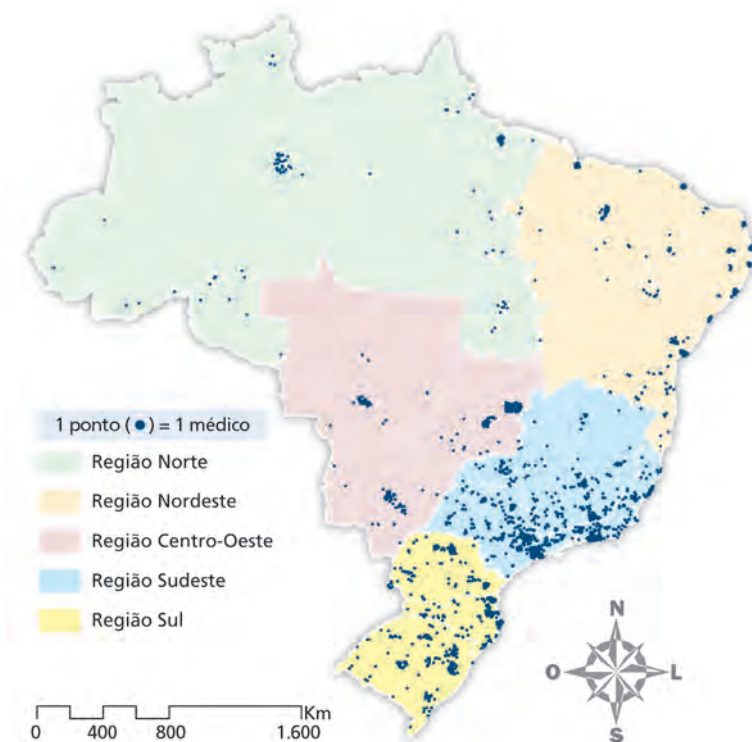 1 ponto (●) = 1 médico
Região Norte
Região Nordeste
Região Centro-Oeste
Região Sudeste
Região Sul
N
O L
S
Km
0 400 800 1.600